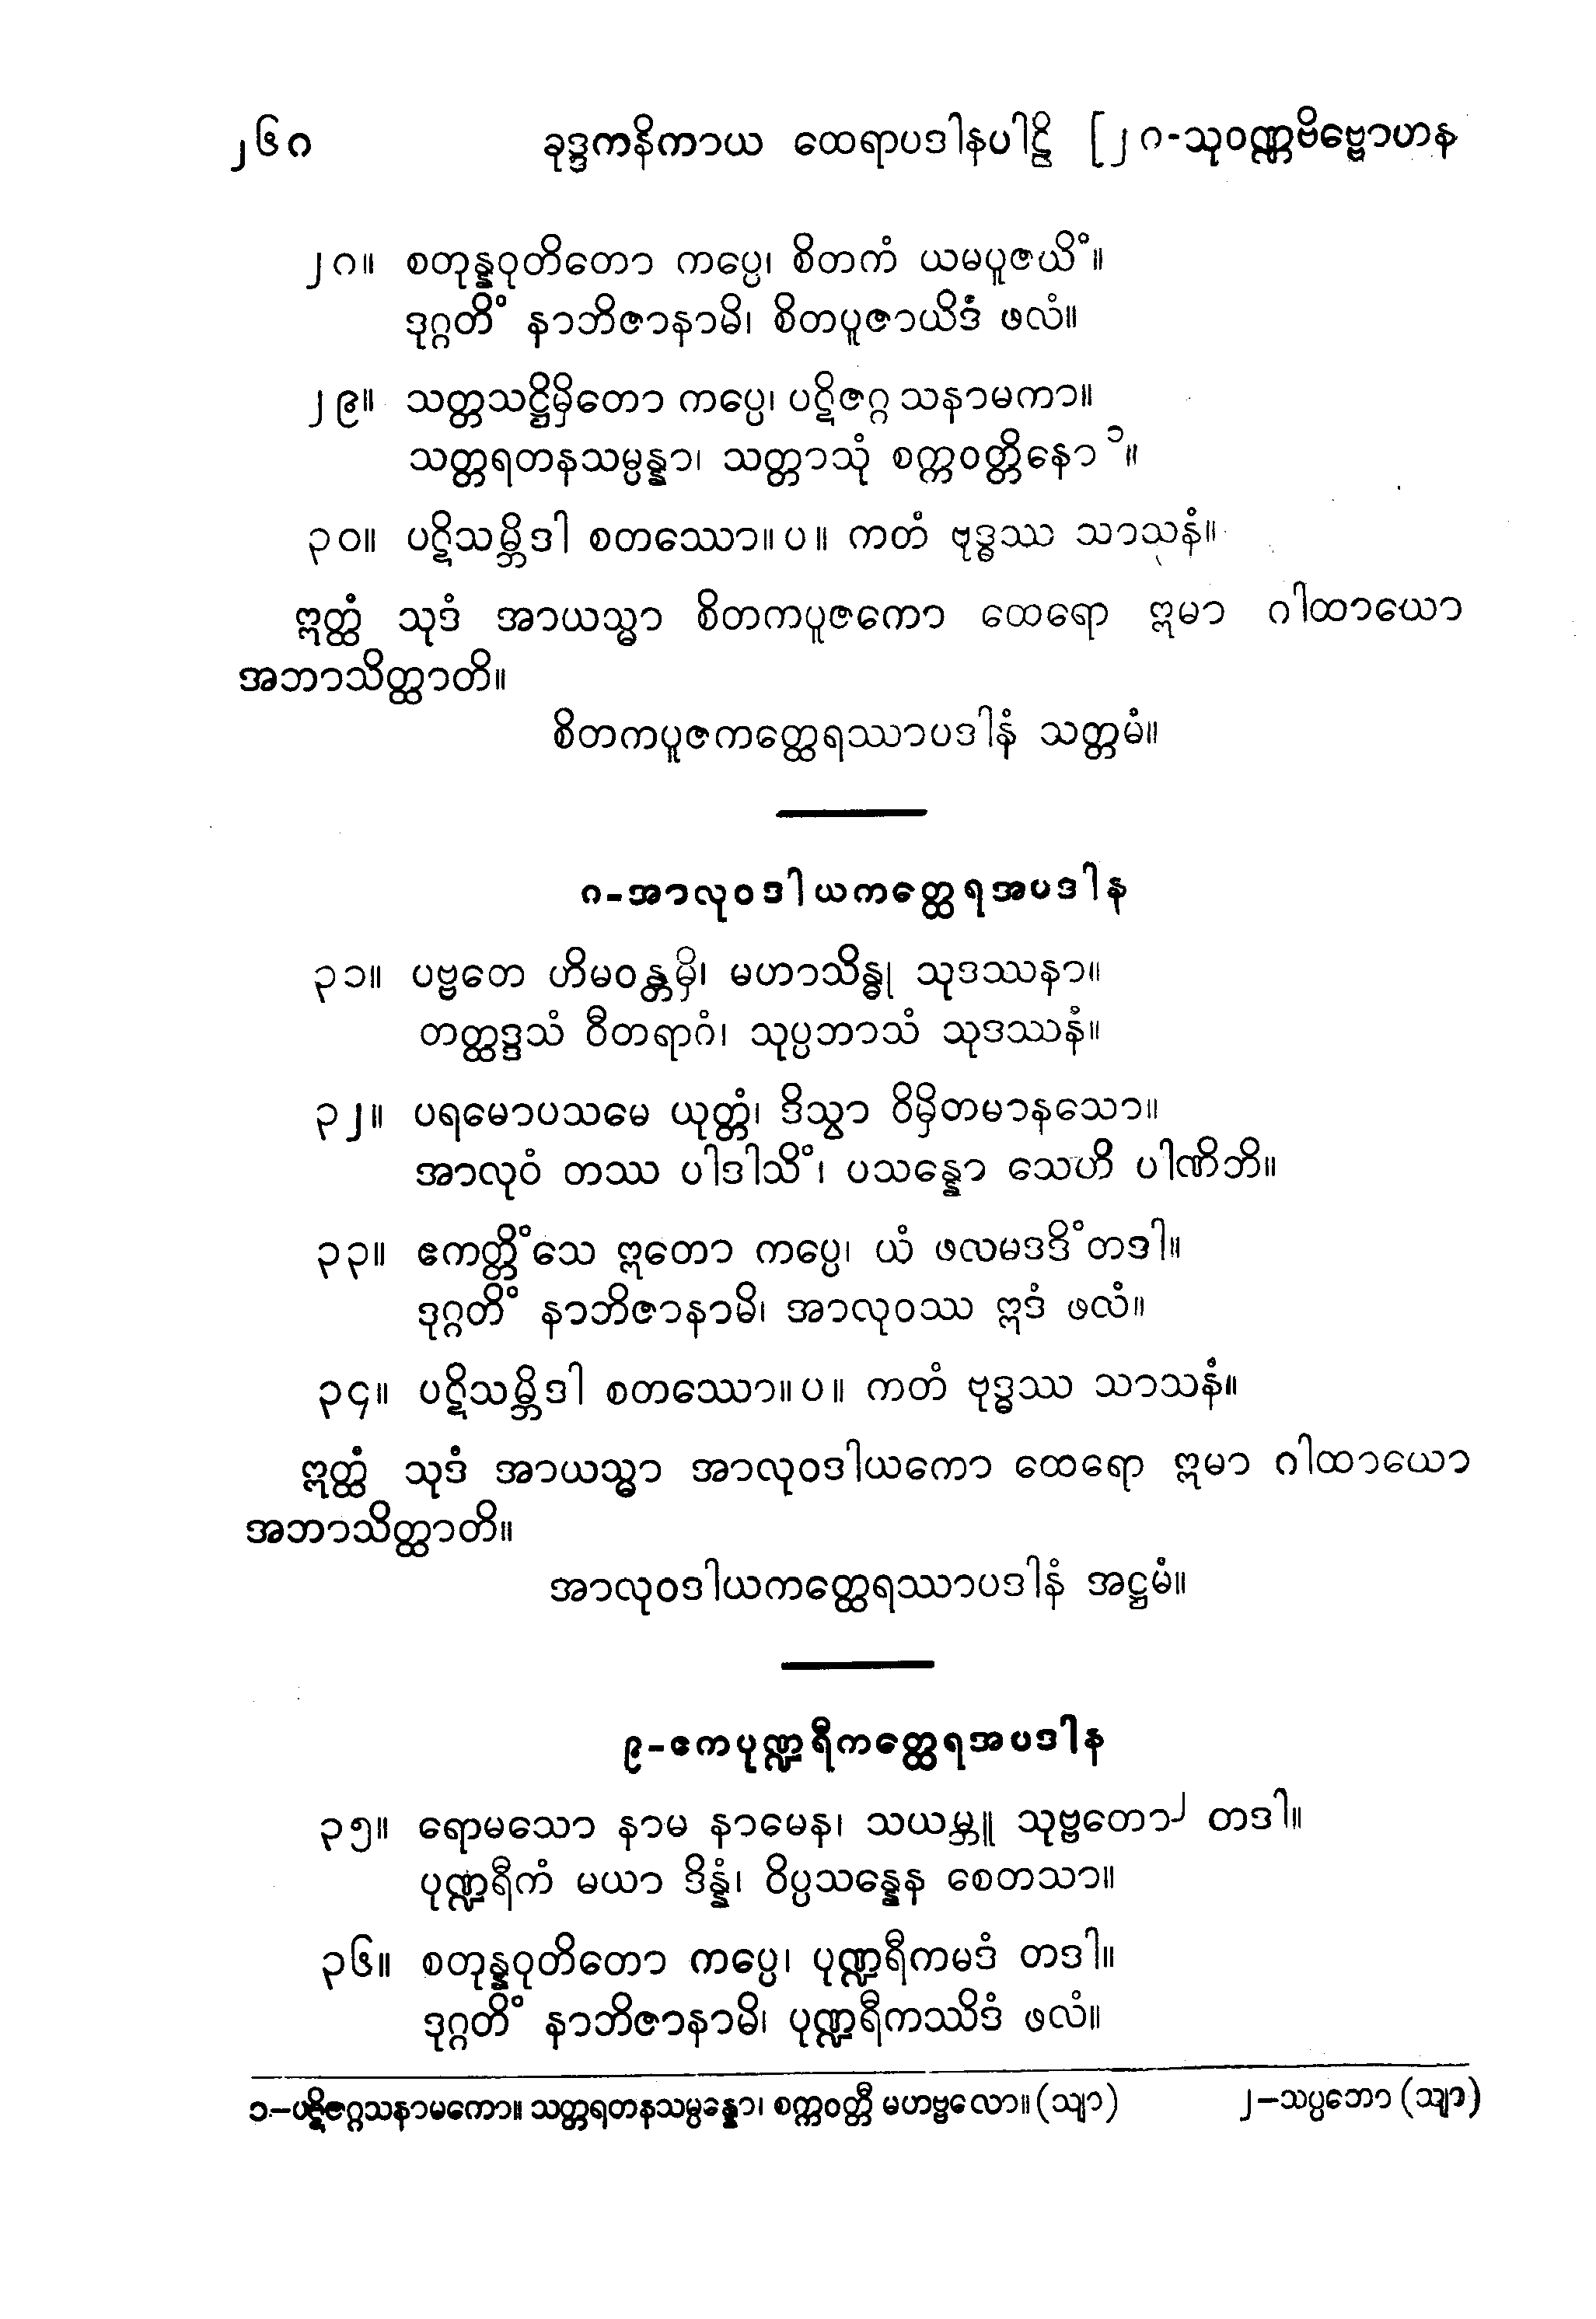 ၂၆၈ ခုဒ္ဒကနိကာယ ထေရာပဒါနပါဠိ [၂၈-သုဝဏ္ဏဗိဗ္ဗောဟန
၂၈။ စတုန္နဝုတိတော ကပ္ပေ၊ စိတကံ ယမပူဇယိံ။
ဒုဂ္ဂတိံ နာဘိဇာနာမိ၊ စိတပူဇာယိဒံ ဖလံ။
၂၉။ သတ္တသဋ္ဌိမှိတော ကပ္ပေ၊ ပဋိဇဂ္ဂ သနာမကာ။
သတ္တရတနသမ္ပန္နာ၊ သတ္တာသုံ စက္ကဝတ္တိနော ၁။
၃၀။ ပဋိသမ္ဘိဒါ စတဿော။ပ။ ကတံ ဗုဒ္ဓဿ သာသနံ။
ဣတ္ထံ သုဒံ အာယသ္မာ စိတကပူဇကော ထေရော ဣမာ ဂါထာယော
အဘာသိတ္ထာတိ။
စိတကပူဇကတ္ထေရဿာပဒါနံ သတ္တမံ။
၈-အာလုဝဒါယကတ္ထေရအပဒါန
၃၁။ ပဗ္ဗတေ ဟိမဝန္တမှိ၊ မဟာသိန္ဓု သုဒဿနာ။
တတ္ထဒ္ဒသံ ဝီတရာဂံ၊ သုပ္ပဘာသံ သုဒဿနံ။
၃၂။ ပရမောပသမေ ယုတ္တံ၊ ဒိသွာ ဝိမှိတမာနသော။
အာလုဝံ တဿ ပါဒါသိံ၊ ပသန္နော သေဟိ ပါဏိဘိ။
၃၃။ ဧကတ္တိံသေ ဣတော ကပ္ပေ၊ ယံ ဖလမဒဒိံတဒါ။
ဒုဂ္ဂတိံ နာဘိဇာနာမိ၊ အာလုဝဿ ဣဒံ ဖလံ။
၃၄။ ပဋိသမ္ဘိဒါ စတဿော။ပ။ ကတံ ဗုဒ္ဓဿ သာသနံ။
ဣတ္ထံ သုဒံ အာယသ္မာ အာလုဝဒါယကော ထေရော ဣမာ ဂါထာယော
အဘာသိတ္ထာတိ။
အာလုဝဒါယကတ္ထေရဿာပဒါနံ အဋ္ဌမံ။
၉-ဧကပုဏ္ဍရီကတ္ထေရအပဒါန
၃၅။ ရောမသော နာမ နာမေန၊ သယမ္ဘူ သုဗ္ဗတော၂ တဒါ။
ပုဏ္ဍရီကံ မယာ ဒိန္နံ၊ ဝိပ္ပသန္နေန စေတသာ။
၃၆။ စတုန္နဝုတိတော ကပ္ပေ၊ ပုဏ္ဍရီကမဒံ တဒါ။
ဒုဂ္ဂတိံ နာဘိဇာနာမိ၊ ပုဏ္ဍရီကဿိဒံ ဖလံ။
၁-ပဋိဇဂ္ဂသနာမကော။ သတ္တရတနသမ္ပန္နော၊ စက္ကဝတ္တီ မဟဗ္ဗလော။ (သျာ) ၂-သပ္ပဘော (သျာ)